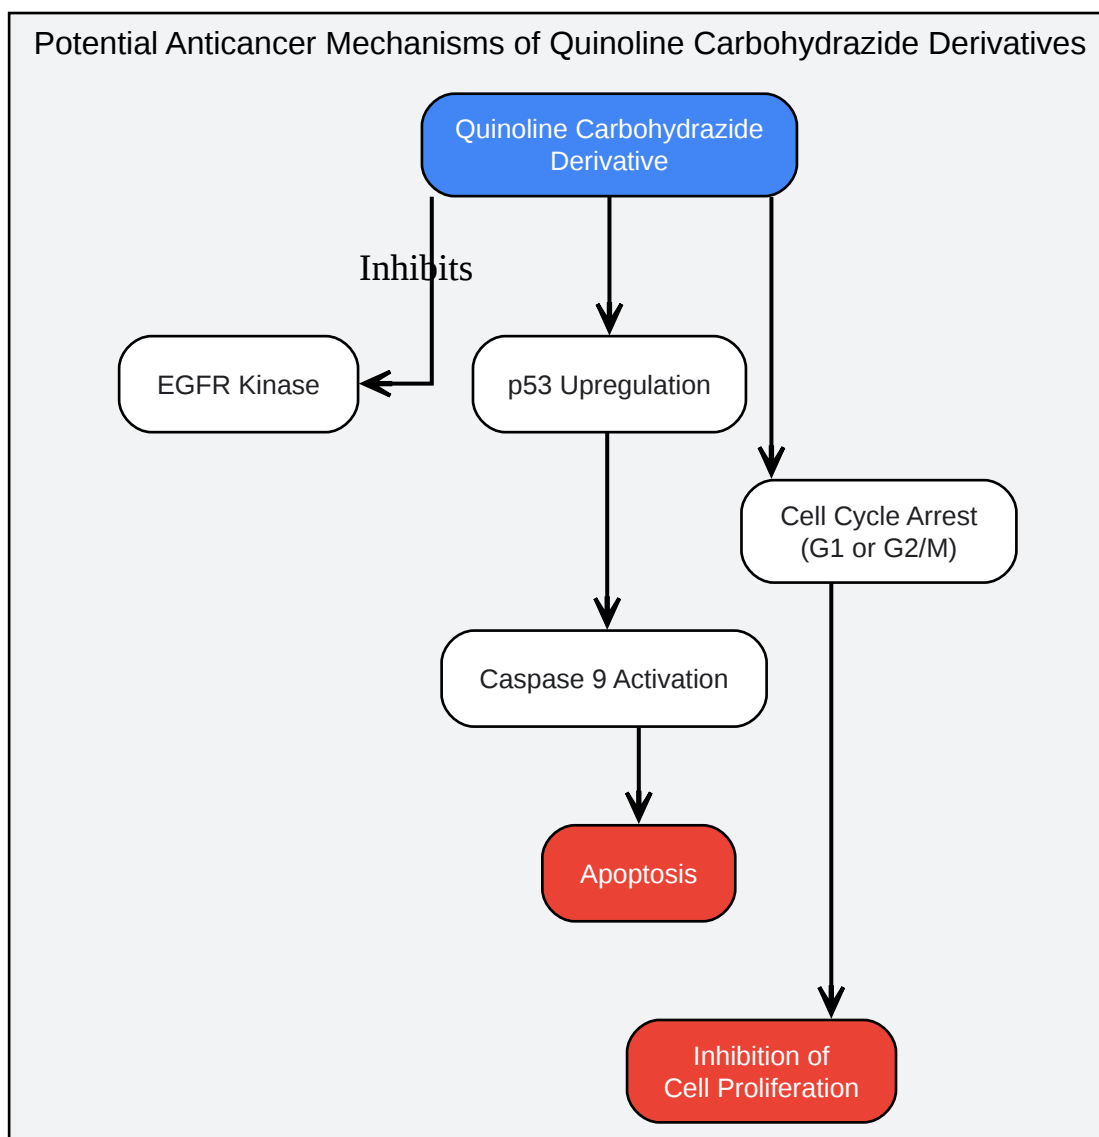 Potential Anticancer Mechanisms of Quinoline Carbohydrazide Derivatives
Quinoline Carbohydrazide
Derivative
Inhibits
EGFR Kinase
p53 Upregulation
Cell Cycle Arrest
(G1 or G2/M)
Caspase 9 Activation
Apoptosis
Inhibition of
Cell Proliferation